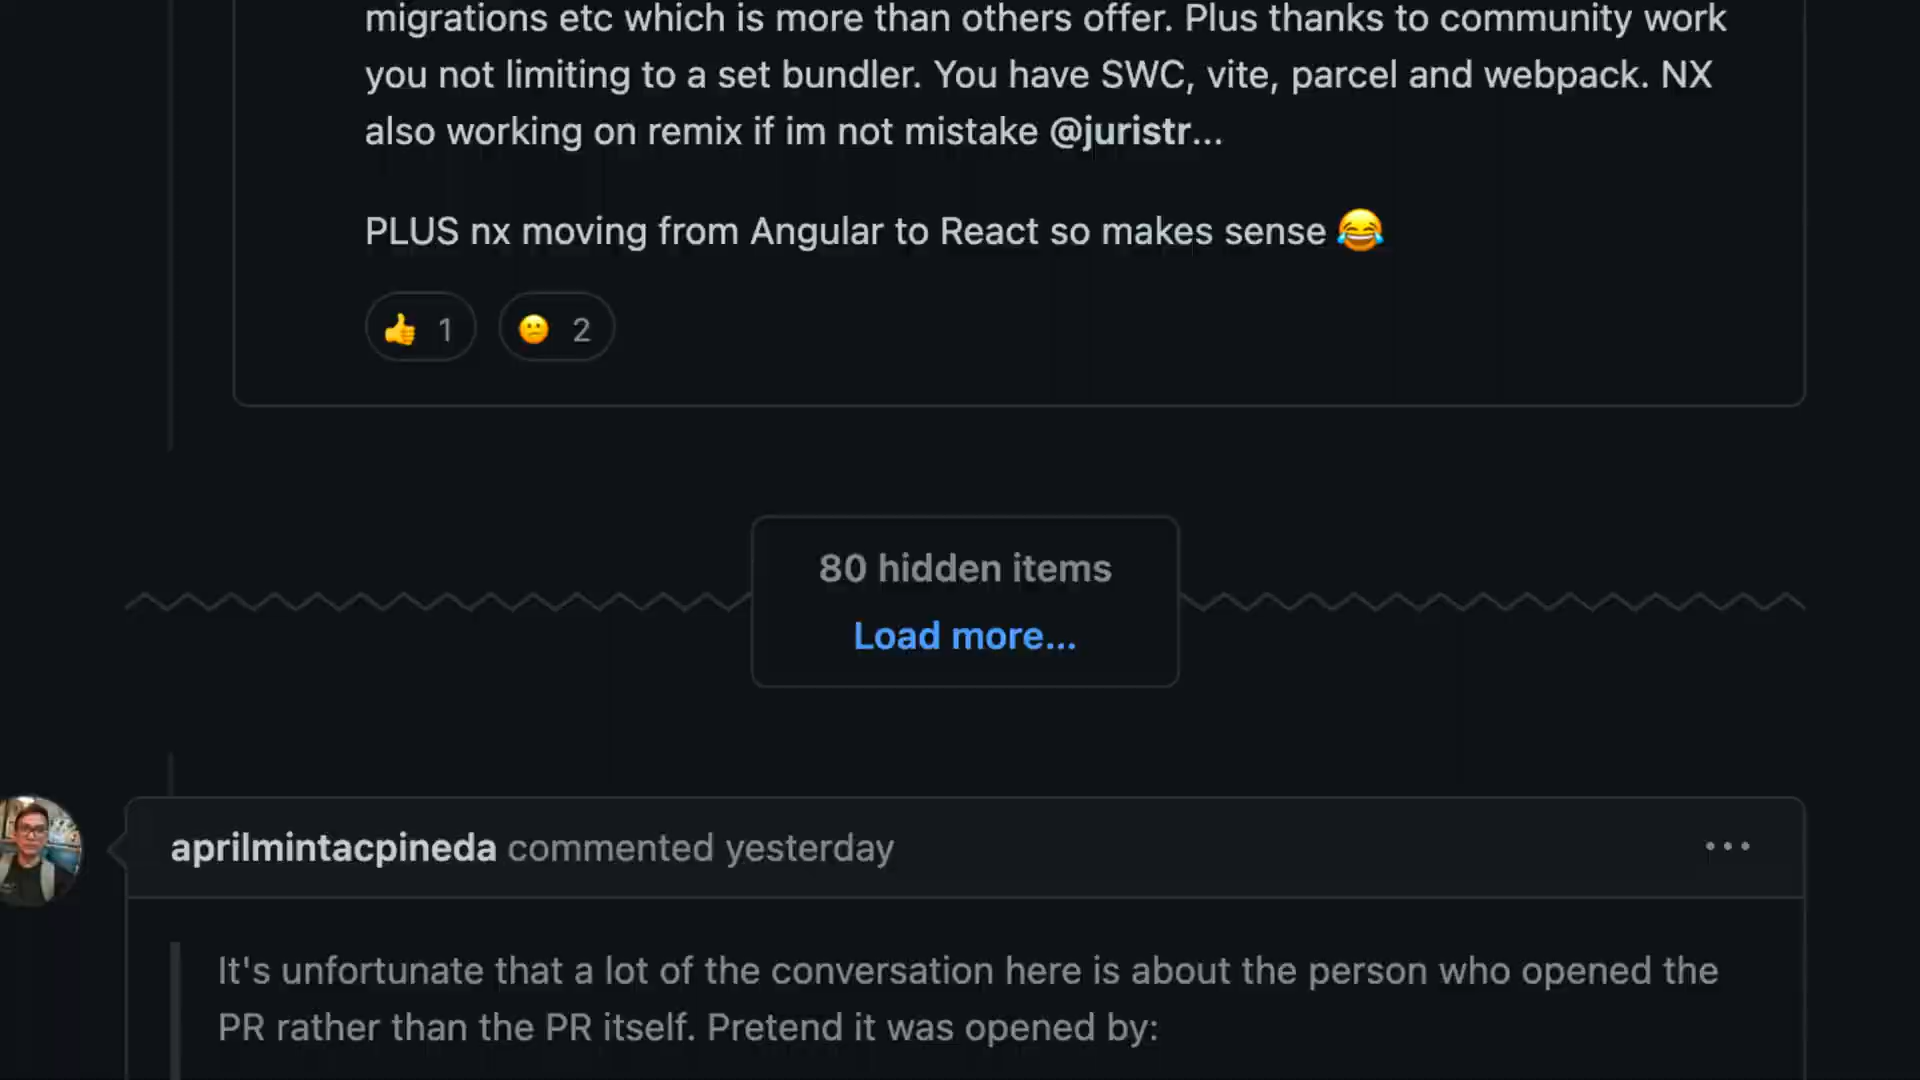 migrations etc which is more than others offer. Plus thanks to community work
you not limiting to a set bundler. You have SWC, vite, parcel and webpack. NX
also working on remix if im not mistake @juristr...
PLUS nx moving from Angular to React so makes sense 😂
👍 1 😕 2
80 hidden items
Load more...
aprilmintacpineda commented yesterday
It's unfortunate that a lot of the conversation here is about the person who opened the
PR rather than the PR itself. Pretend it was opened by: